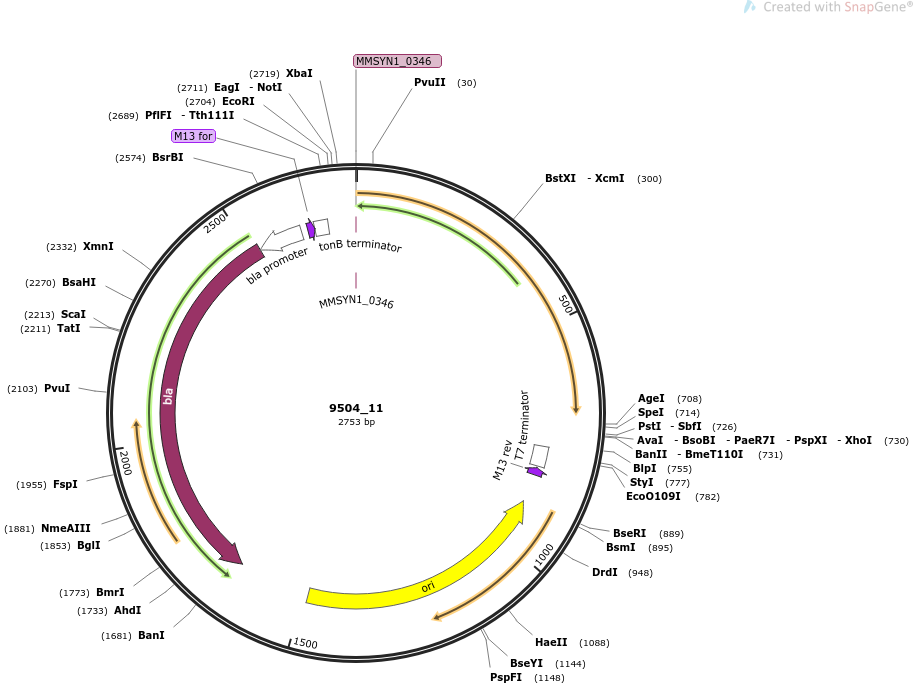 Created with SnapGene®
MMSYN1_0346
PvuII (30)
(2719) XbaI
(2711) EagI - NotI
(2704) EcoRI
(2689) PflFI - Tth111I
M13 for
(2574) BsrBI
BstXI - XcmI (300)
2500
tonB terminator
bla promoter
(2332) XmnI
(2270) BsaHI
MMSYN1_0346
500
(2213) ScaI
(2211) TatI
(2103) PvuI
bla
9504_11
2753 bp
AgeI (708)
SpeI (714)
PstI - SbfI (726)
AvaI - BsoBI - PaeR7I - PspXI - XhoI (730)
BanII - BmeT110I (731)
BlpI (755)
StyI (777)
EcoO109I (782)
T7 terminator
M13 rev
2000
(1955) FspI
(1881) NmeAIII
(1853) BglI
BseRI (889)
BsmI (895)
1000
DrdI (948)
(1773) BmrI
(1733) AhdI
(1681) BanI
ori
1500
HaeII (1088)
BseYI (1144)
PspFI (1148)